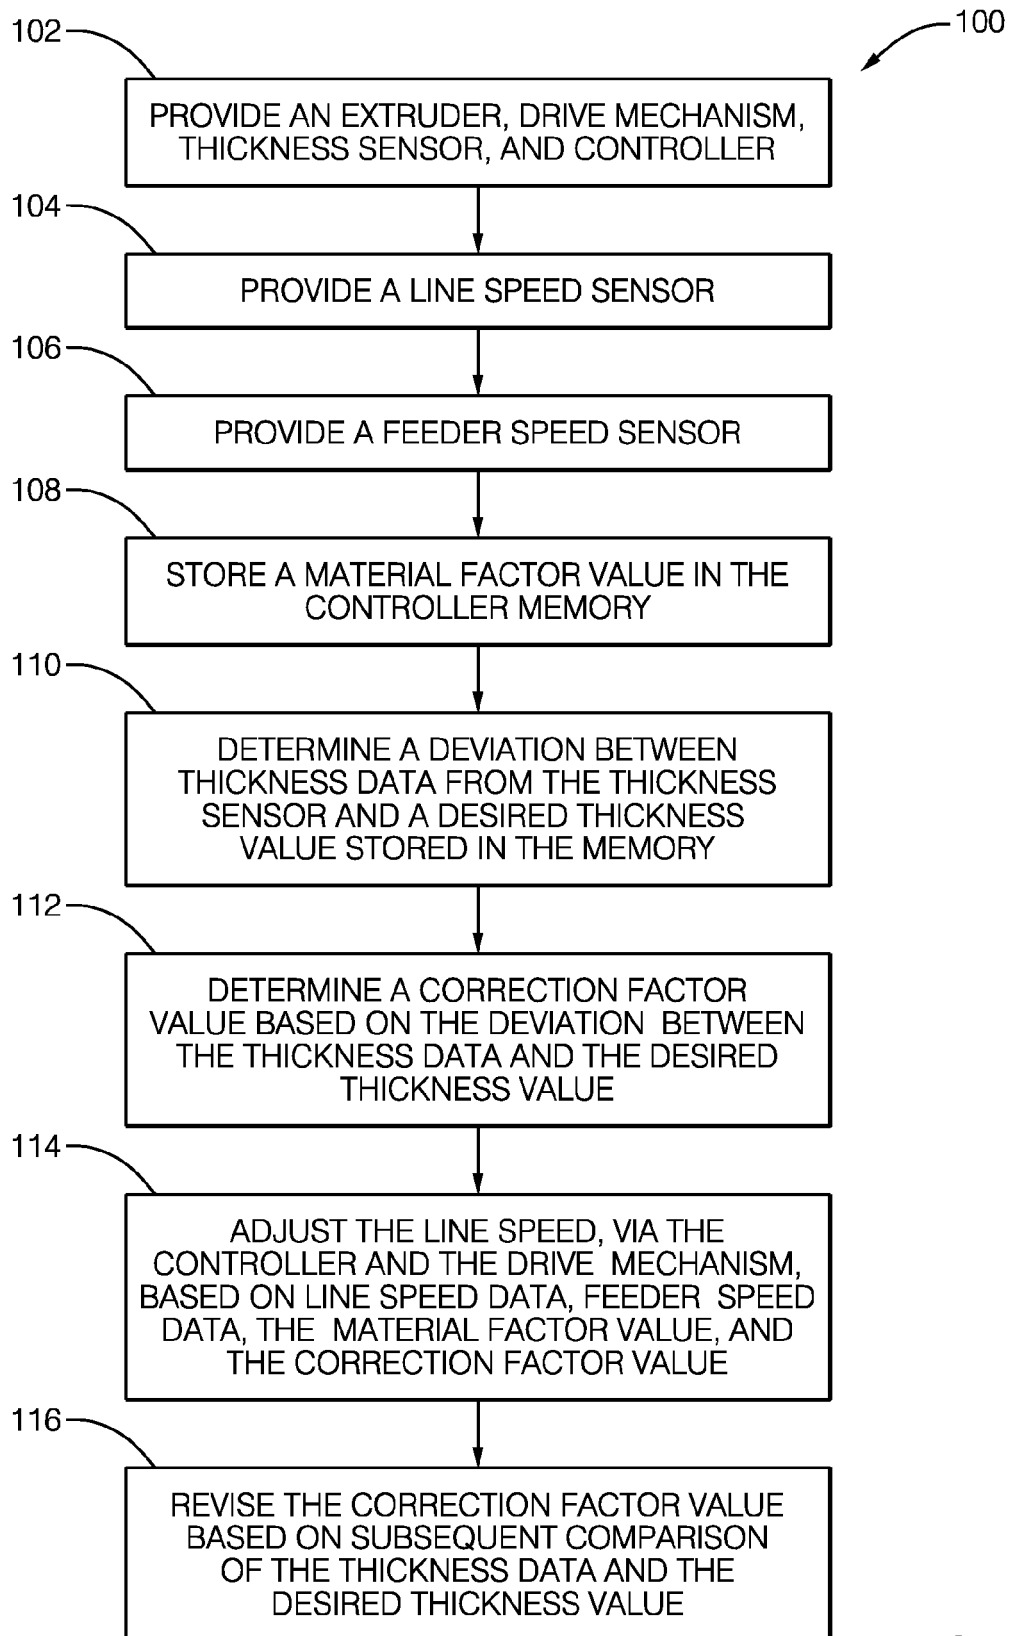 100
102
PROVIDE AN EXTRUDER, DRIVE MECHANISM,
THICKNESS SENSOR, AND CONTROLLER
104
PROVIDE A LINE SPEED SENSOR
106
PROVIDE A FEEDER SPEED SENSOR
108
STORE A MATERIAL FACTOR VALUE IN THE
CONTROLLER MEMORY
110
DETERMINE A DEVIATION BETWEEN
THICKNESS DATA FROM THE THICKNESS
SENSOR AND A DESIRED THICKNESS
VALUE STORED IN THE MEMORY
112
DETERMINE A CORRECTION FACTOR
VALUE BASED ON THE DEVIATION BETWEEN
THE THICKNESS DATA AND THE DESIRED
THICKNESS VALUE
114
ADJUST THE LINE SPEED, VIA THE
CONTROLLER AND THE DRIVE MECHANISM,
BASED ON LINE SPEED DATA, FEEDER SPEED
DATA, THE MATERIAL FACTOR VALUE, AND
THE CORRECTION FACTOR VALUE
116
REVISE THE CORRECTION FACTOR VALUE
BASED ON SUBSEQUENT COMPARISON
OF THE THICKNESS DATA AND THE
DESIRED THICKNESS VALUE